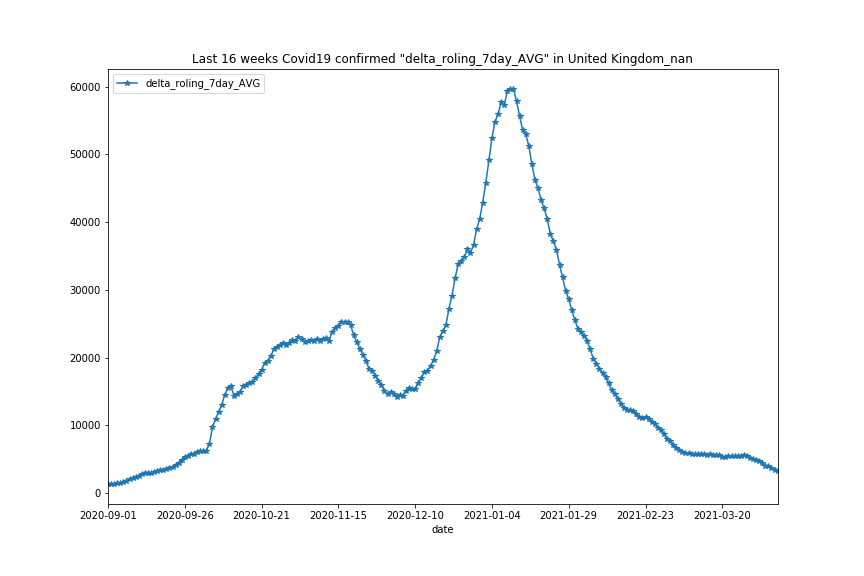 Last 16 weeks Covid19 confirmed "delta_roling_7day_AVG" in United Kingdom_nan
delta_roling_7day_AVG
60000
50000
40000
30000
20000
10000
0
2020-09-01 2020-09-26 2020-10-21 2020-11-15 2020-12-10 2021-01-04 2021-01-29 2021-02-23 2021-03-20
date